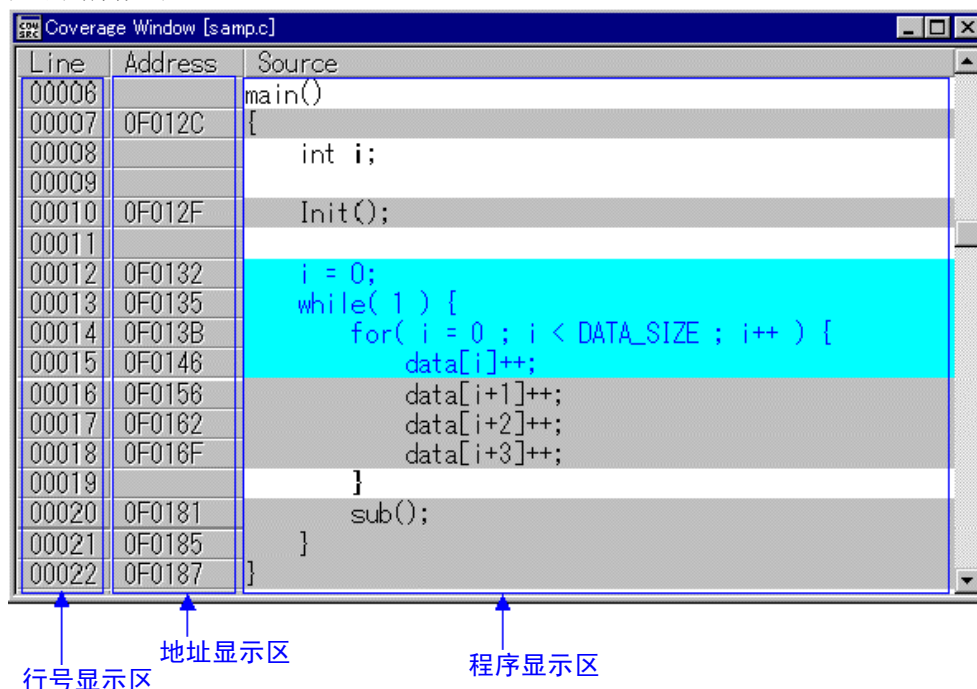 Coverage Window [samp.c]
Line Address Source
00006 main()
00007 0F012C {
00008 int i;
00009
00010 0F012F Init();
00011
00012 0F0132 i = 0;
00013 0F0135 while( 1 ) {
00014 0F013B for( i = 0 ; i < DATA_SIZE ; i++ ) {
00015 0F0146 data[i]++;
00016 0F0156 data[i+1]++;
00017 0F0162 data[i+2]++;
00018 0F016F data[i+3]++;
00019 }
00020 0F0181 sub();
00021 0F0185 }
00022 0F0187 }
行号显示区 地址显示区 程序显示区